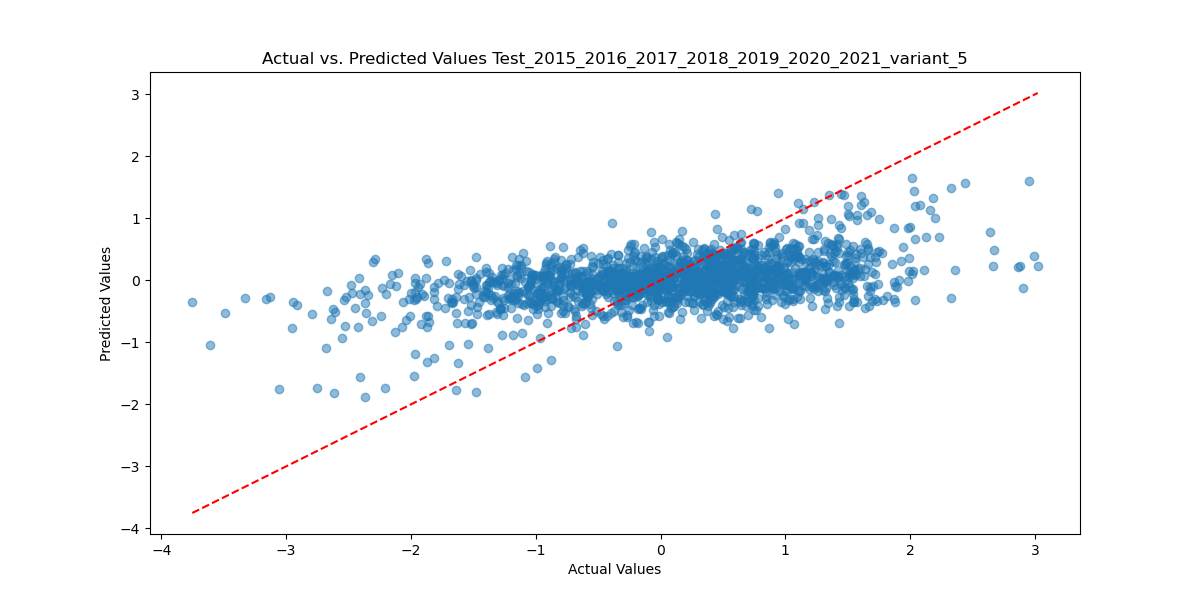 Actual vs. Predicted Values Test_2015_2016_2017_2018_2019_2020_2021_variant_5
3
2
1
0
−1
−2
−3
−4
Predicted Values
−4 −3 −2 −1 0 1 2 3
Actual Values